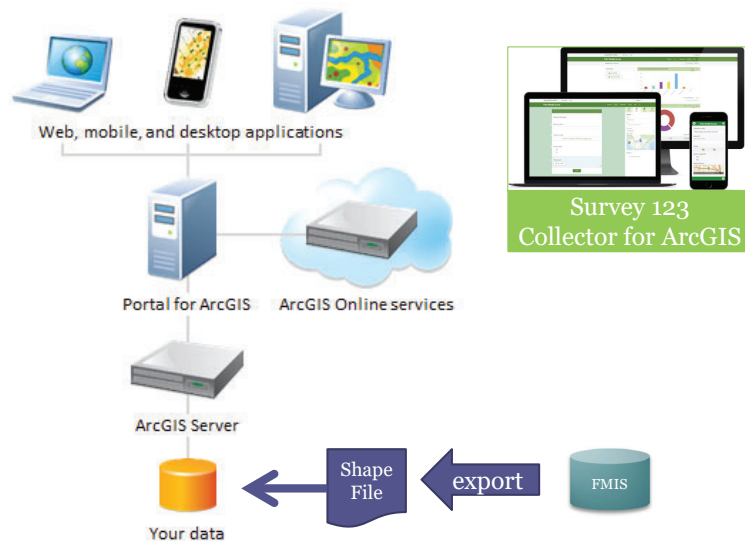 Web, mobile, and desktop applications
Survey 123
Collector for ArcGIS
Portal for ArcGIS
ArcGIS Online services
ArcGIS Server
Shape
File
export
FMIS
Your data